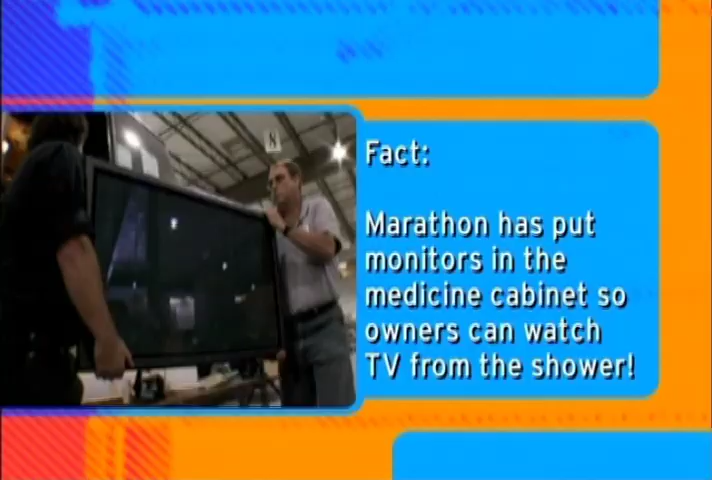 N
Fact:
Marathon has put
monitors in the
medicine cabinet so
owners can watch
TV from the shower!